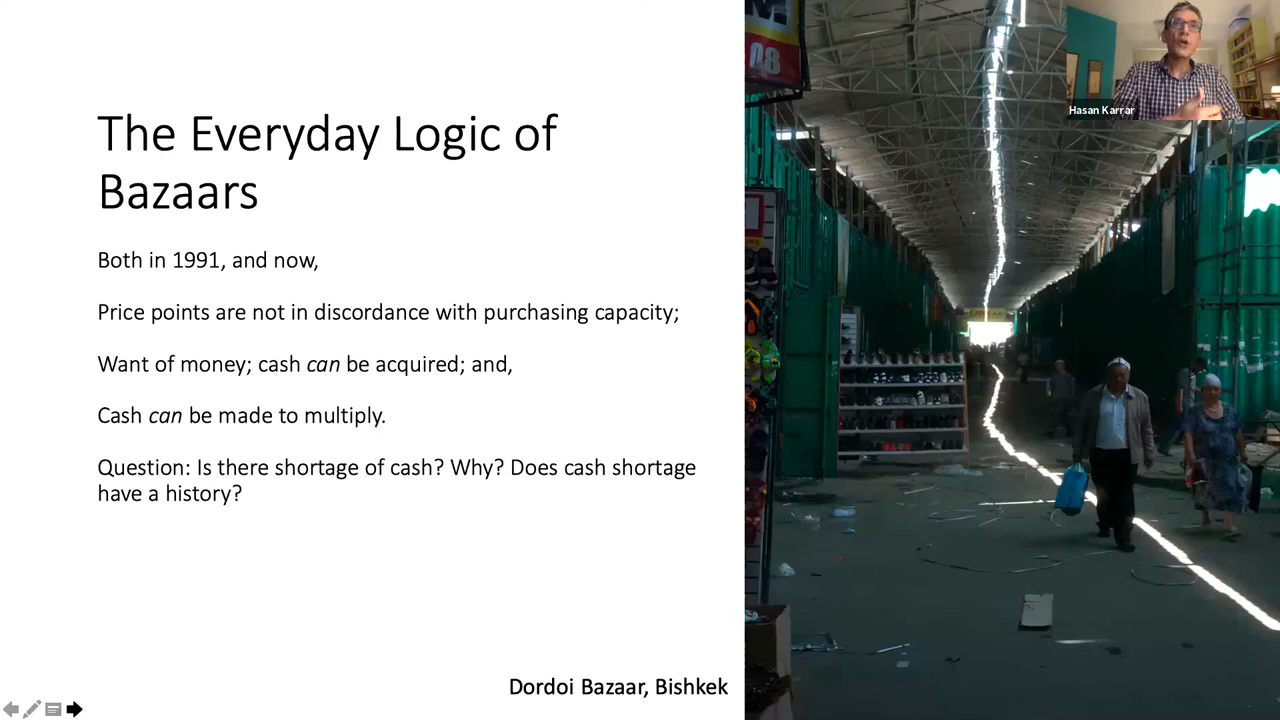 The Everyday Logic of
Bazaars
Both in 1991, and now,
Price points are not in discordance with purchasing capacity;
Want of money; cash can be acquired; and,
Cash can be made to multiply.
Question: Is there shortage of cash? Why? Does cash shortage
have a history?
Dordoi Bazaar, Bishkek
Hasan Karrar
08